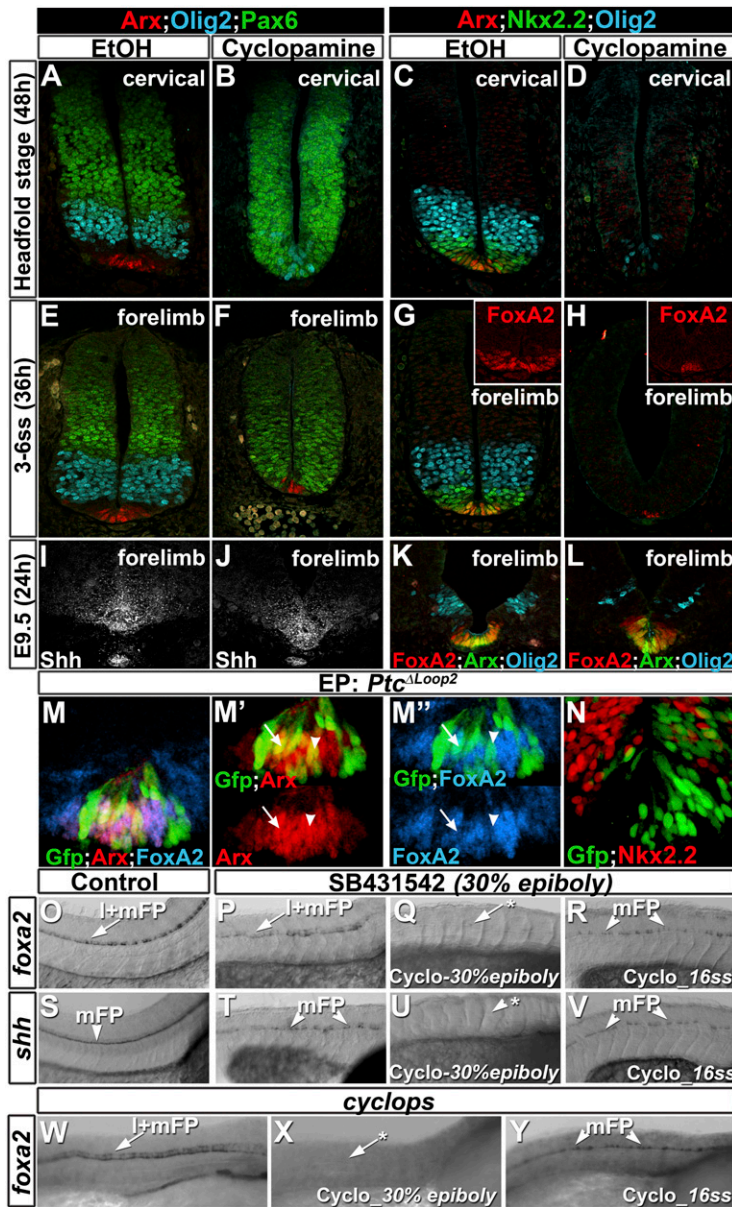 Arx;Olig2;Pax6
Arx;Nkx2.2;Olig2
EtOH
Cyclopamine
EtOH
Cyclopamine
Headfold stage (48h)
A cervical
B cervical
C cervical
D cervical
3-6ss (36h)
E forelimb
F forelimb
G FoxA2
forelimb
H FoxA2
forelimb
E9.5 (24h)
I forelimb
Shh
J forelimb
Shh
K forelimb
FoxA2;Arx;Olig2
L forelimb
FoxA2;Arx;Olig2
EP: Ptc^ΔLoop2
M
Gfp;Arx;FoxA2
M'
Gfp;Arx
Arx
M''
Gfp;FoxA2
FoxA2
N
Gfp;Nkx2.2
Control
SB431542 (30% epiboly)
foxa2
O l+mFP
P l+mFP
Q *
Cyclo-30%epiboly
R mFP
Cyclo_16ss
shh
S mFP
T mFP
U *
Cyclo-30%epiboly
V mFP
Cyclo_16ss
cyclops
foxa2
W l+mFP
X *
Cyclo_30% epiboly
Y mFP
Cyclo_16ss